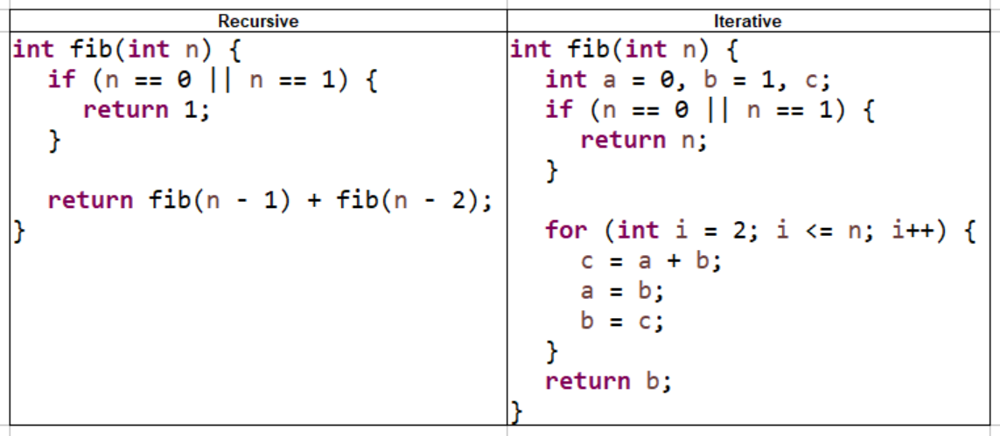 Recursive
int fib(int n) {
if (n == 0 || n == 1) {
return 1;
}
return fib(n - 1) + fib(n - 2);
}
Iterative
int fib(int n) {
int a = 0, b = 1, c;
if (n == 0 || n == 1) {
return n;
}
for (int i = 2; i <= n; i++) {
c = a + b;
a = b;
b = c;
}
return b;
}